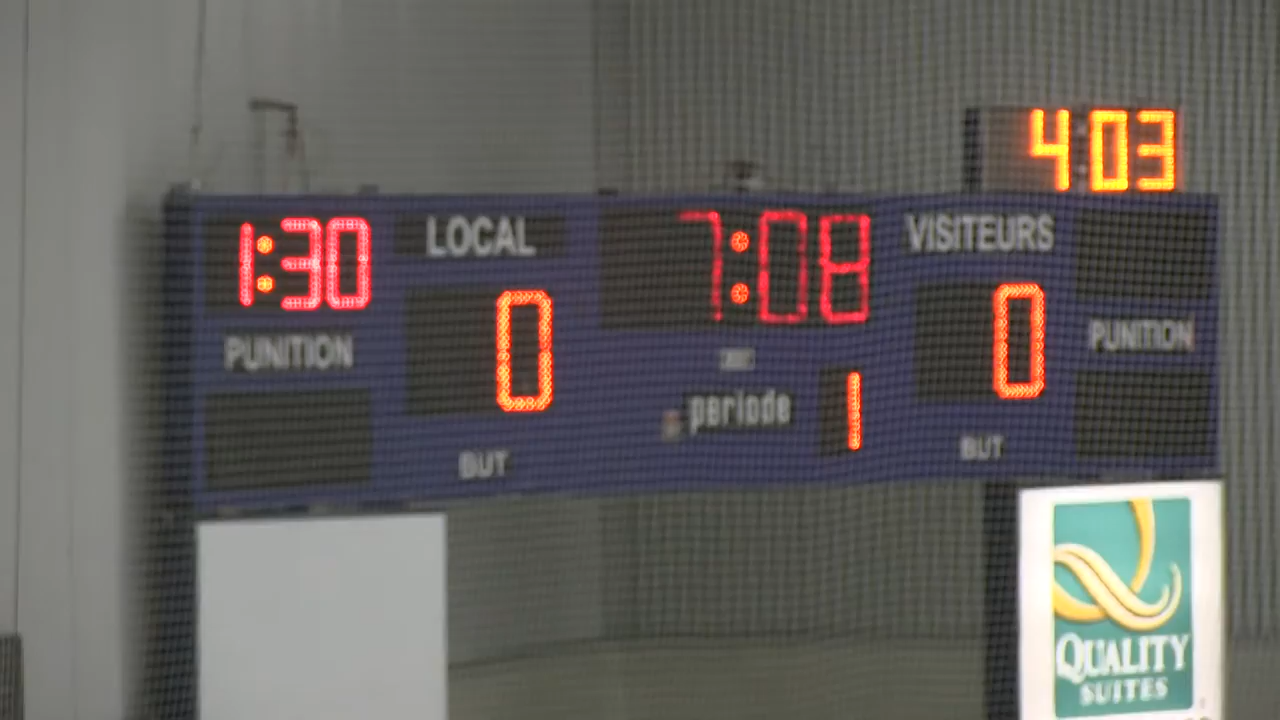 4:03
1:30
LOCAL
7:08
VISITEURS
PUNITION
0
0
PUNITION
periode
1
BUT
BUT
QUALITY
SUITES